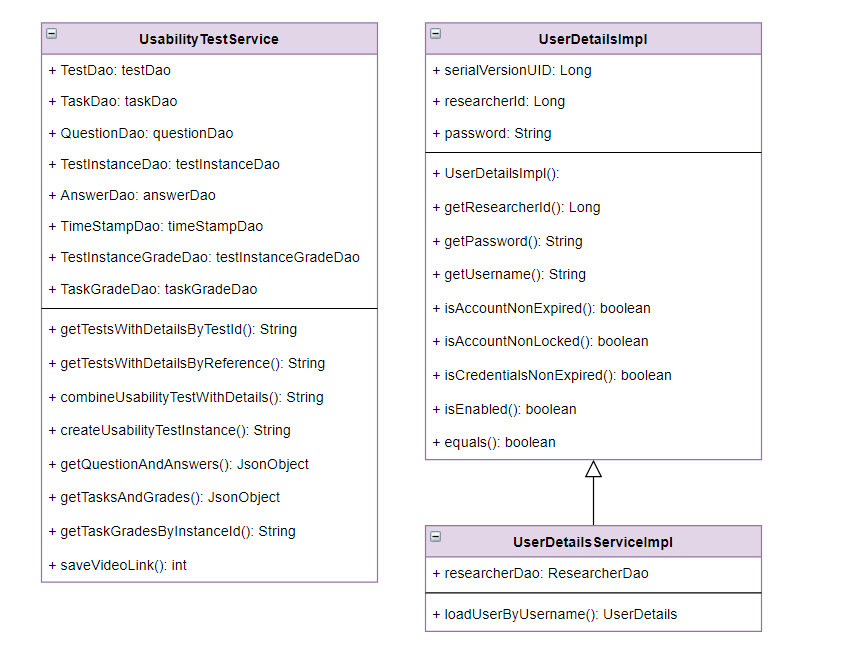 UsabilityTestService
+ TestDao: testDao
+ TaskDao: taskDao
+ QuestionDao: questionDao
+ TestInstanceDao: testInstanceDao
+ AnswerDao: answerDao
+ TimeStampDao: timeStampDao
+ TestInstanceGradeDao: testInstanceGradeDao
+ TaskGradeDao: taskGradeDao
+ getTestsWithDetailsByTestId(): String
+ getTestsWithDetailsByReference(): String
+ combineUsabilityTestWithDetails(): String
+ createUsabilityTestInstance(): String
+ getQuestionAndAnswers(): JsonObject
+ getTasksAndGrades(): JsonObject
+ getTaskGradesByInstanceId(): String
+ saveVideoLink(): int
UserDetailsImpl
+ serialVersionUID: Long
+ researcherId: Long
+ password: String
+ UserDetailsImpl():
+ getResearcherId(): Long
+ getPassword(): String
+ getUsername(): String
+ isAccountNonExpired(): boolean
+ isAccountNonLocked(): boolean
+ isCredentialsNonExpired(): boolean
+ isEnabled(): boolean
+ equals(): boolean
UserDetailsServiceImpl
+ researcherDao: ResearcherDao
+ loadUserByUsername(): UserDetails